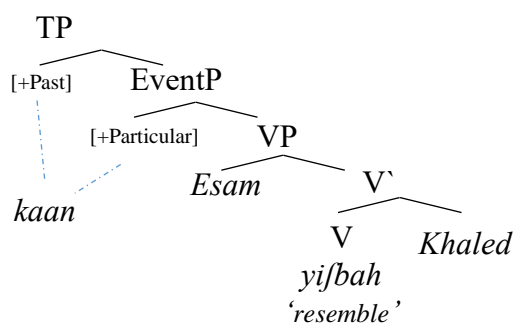 TP
[+Past] EventP
[+Particular] VP
Esam V`
kaan
V Khaled
yiʃbah
‘resemble’